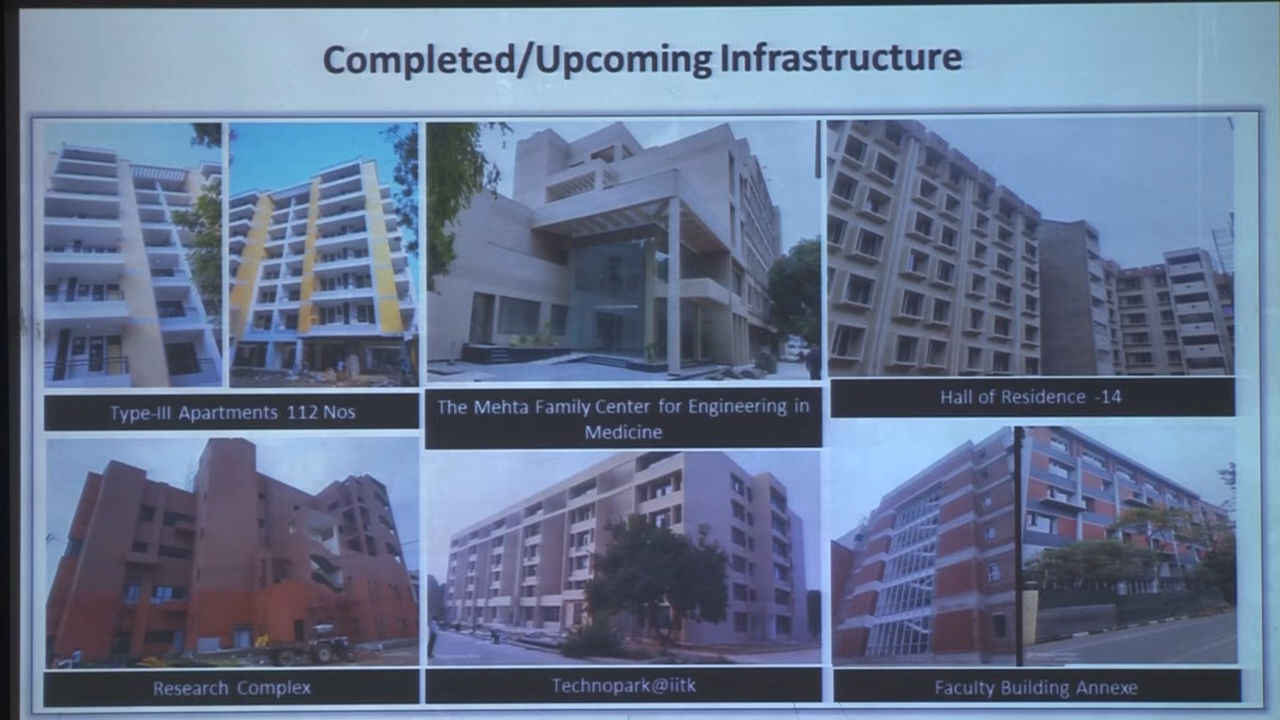 Completed/Upcoming Infrastructure
Type-III Apartments 112 Nos
The Mehta Family Center for Engineering in
Medicine
Hall of Residence -14
Research Complex
Technopark@iitk
Faculty Building Annexe